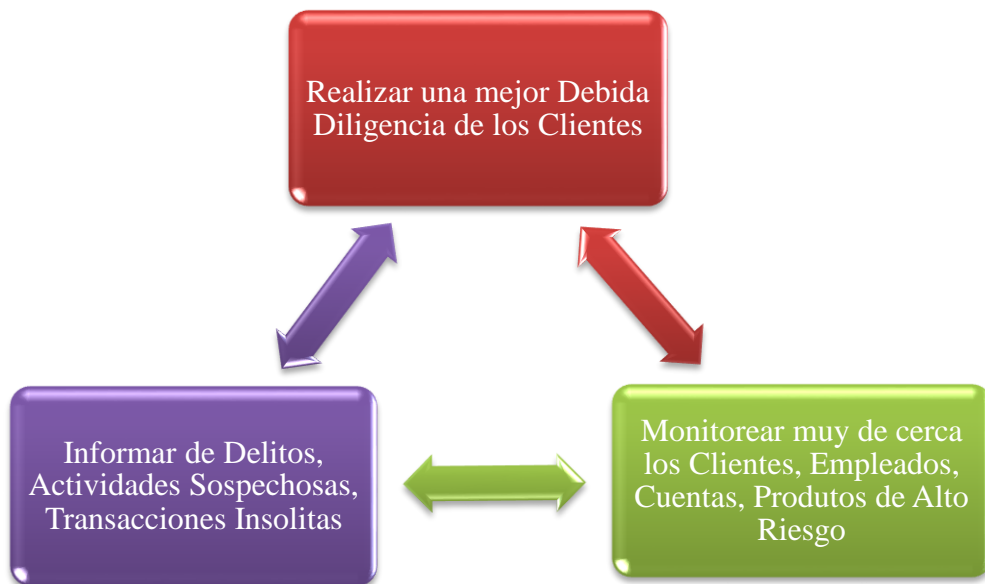 Realizar una mejor Debida
Diligencia de los Clientes
Informar de Delitos,
Actividades Sospechosas,
Transacciones Insolitas
Monitorear muy de cerca
los Clientes, Empleados,
Cuentas, Produtos de Alto
Riesgo